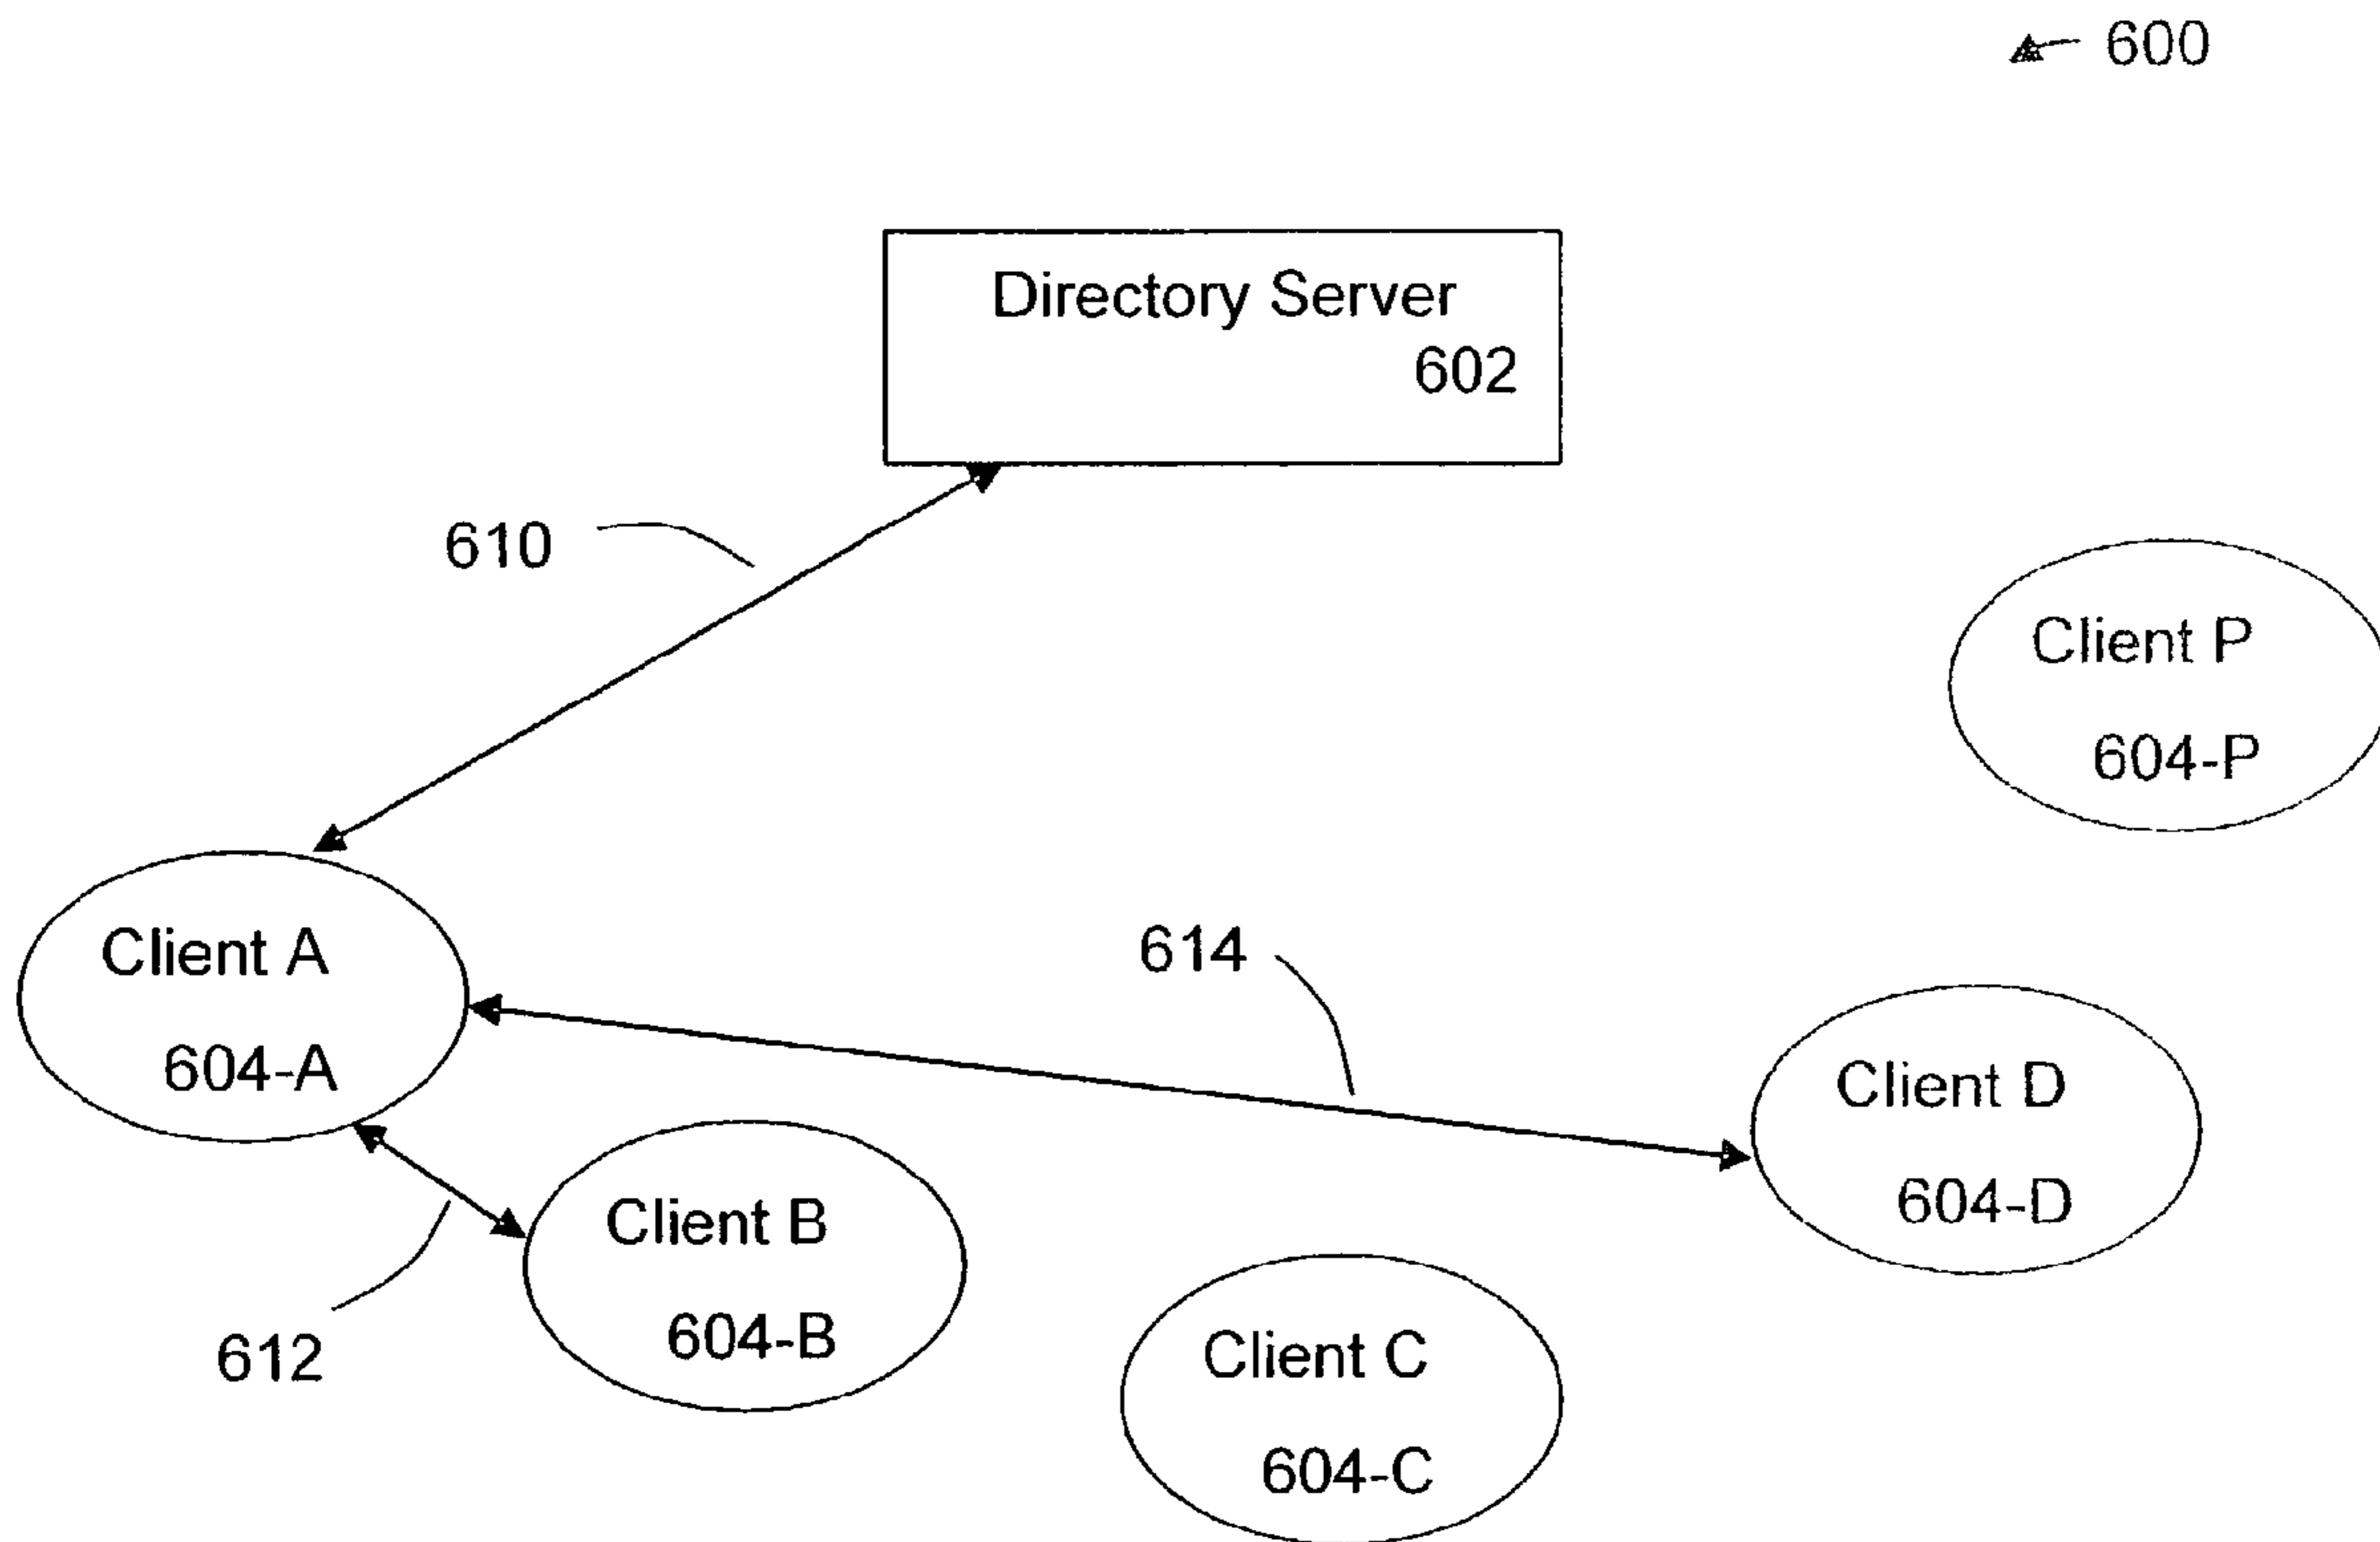 600
Directory Server
602
610
Client P
604-P
Client A
604-A
614
Client D
604-D
Client B
604-B
612
Client C
604-C